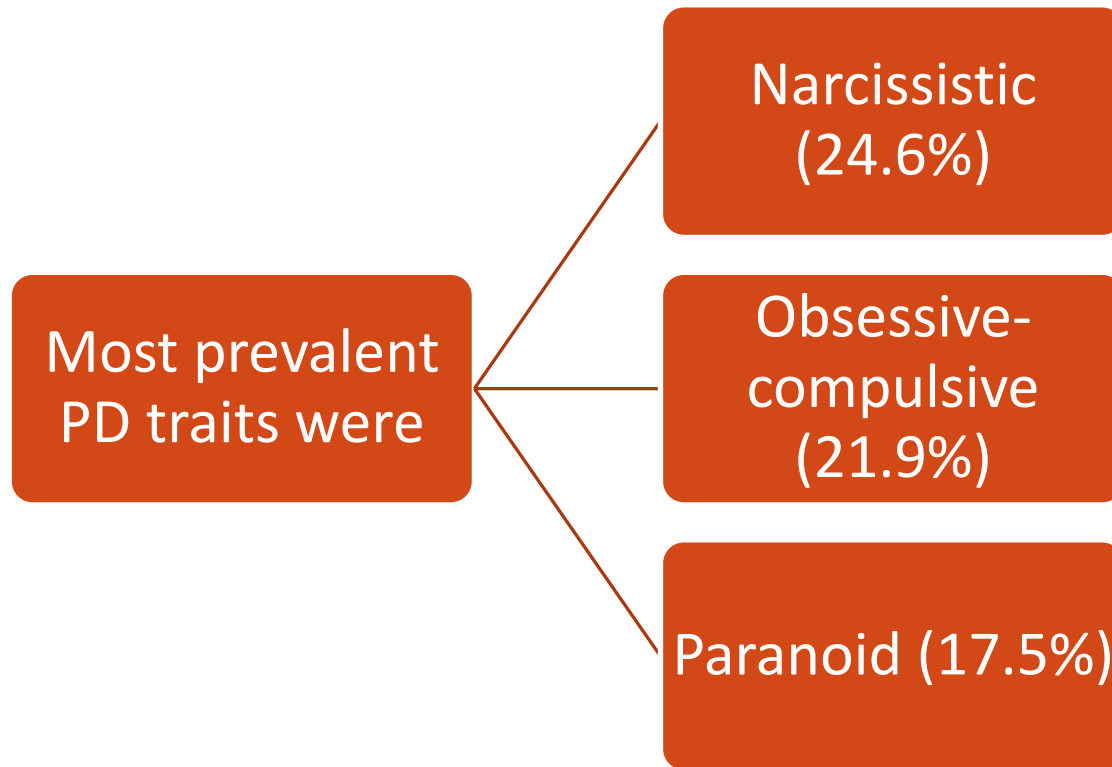 Most prevalent
PD traits were
Narcissistic
(24.6%)
Obsessive-
compulsive
(21.9%)
Paranoid (17.5%)